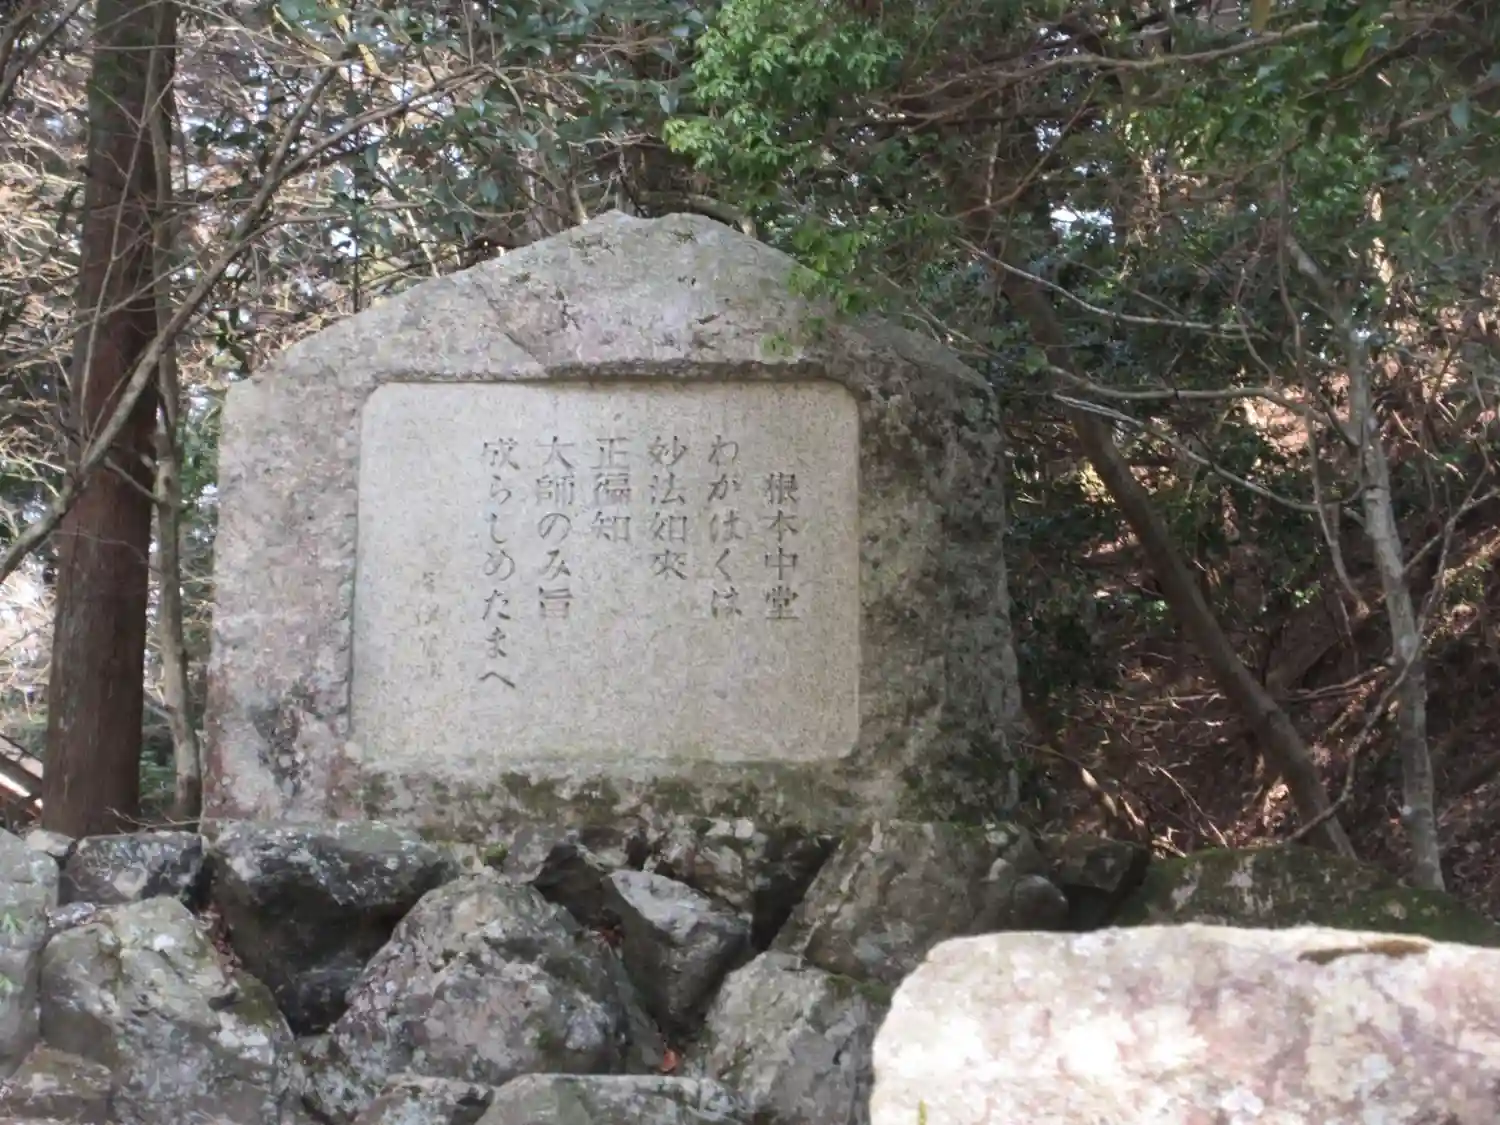 根本中堂
ねがはくは
妙法如來
正徧知
大師のみ旨
成らしめたまへ